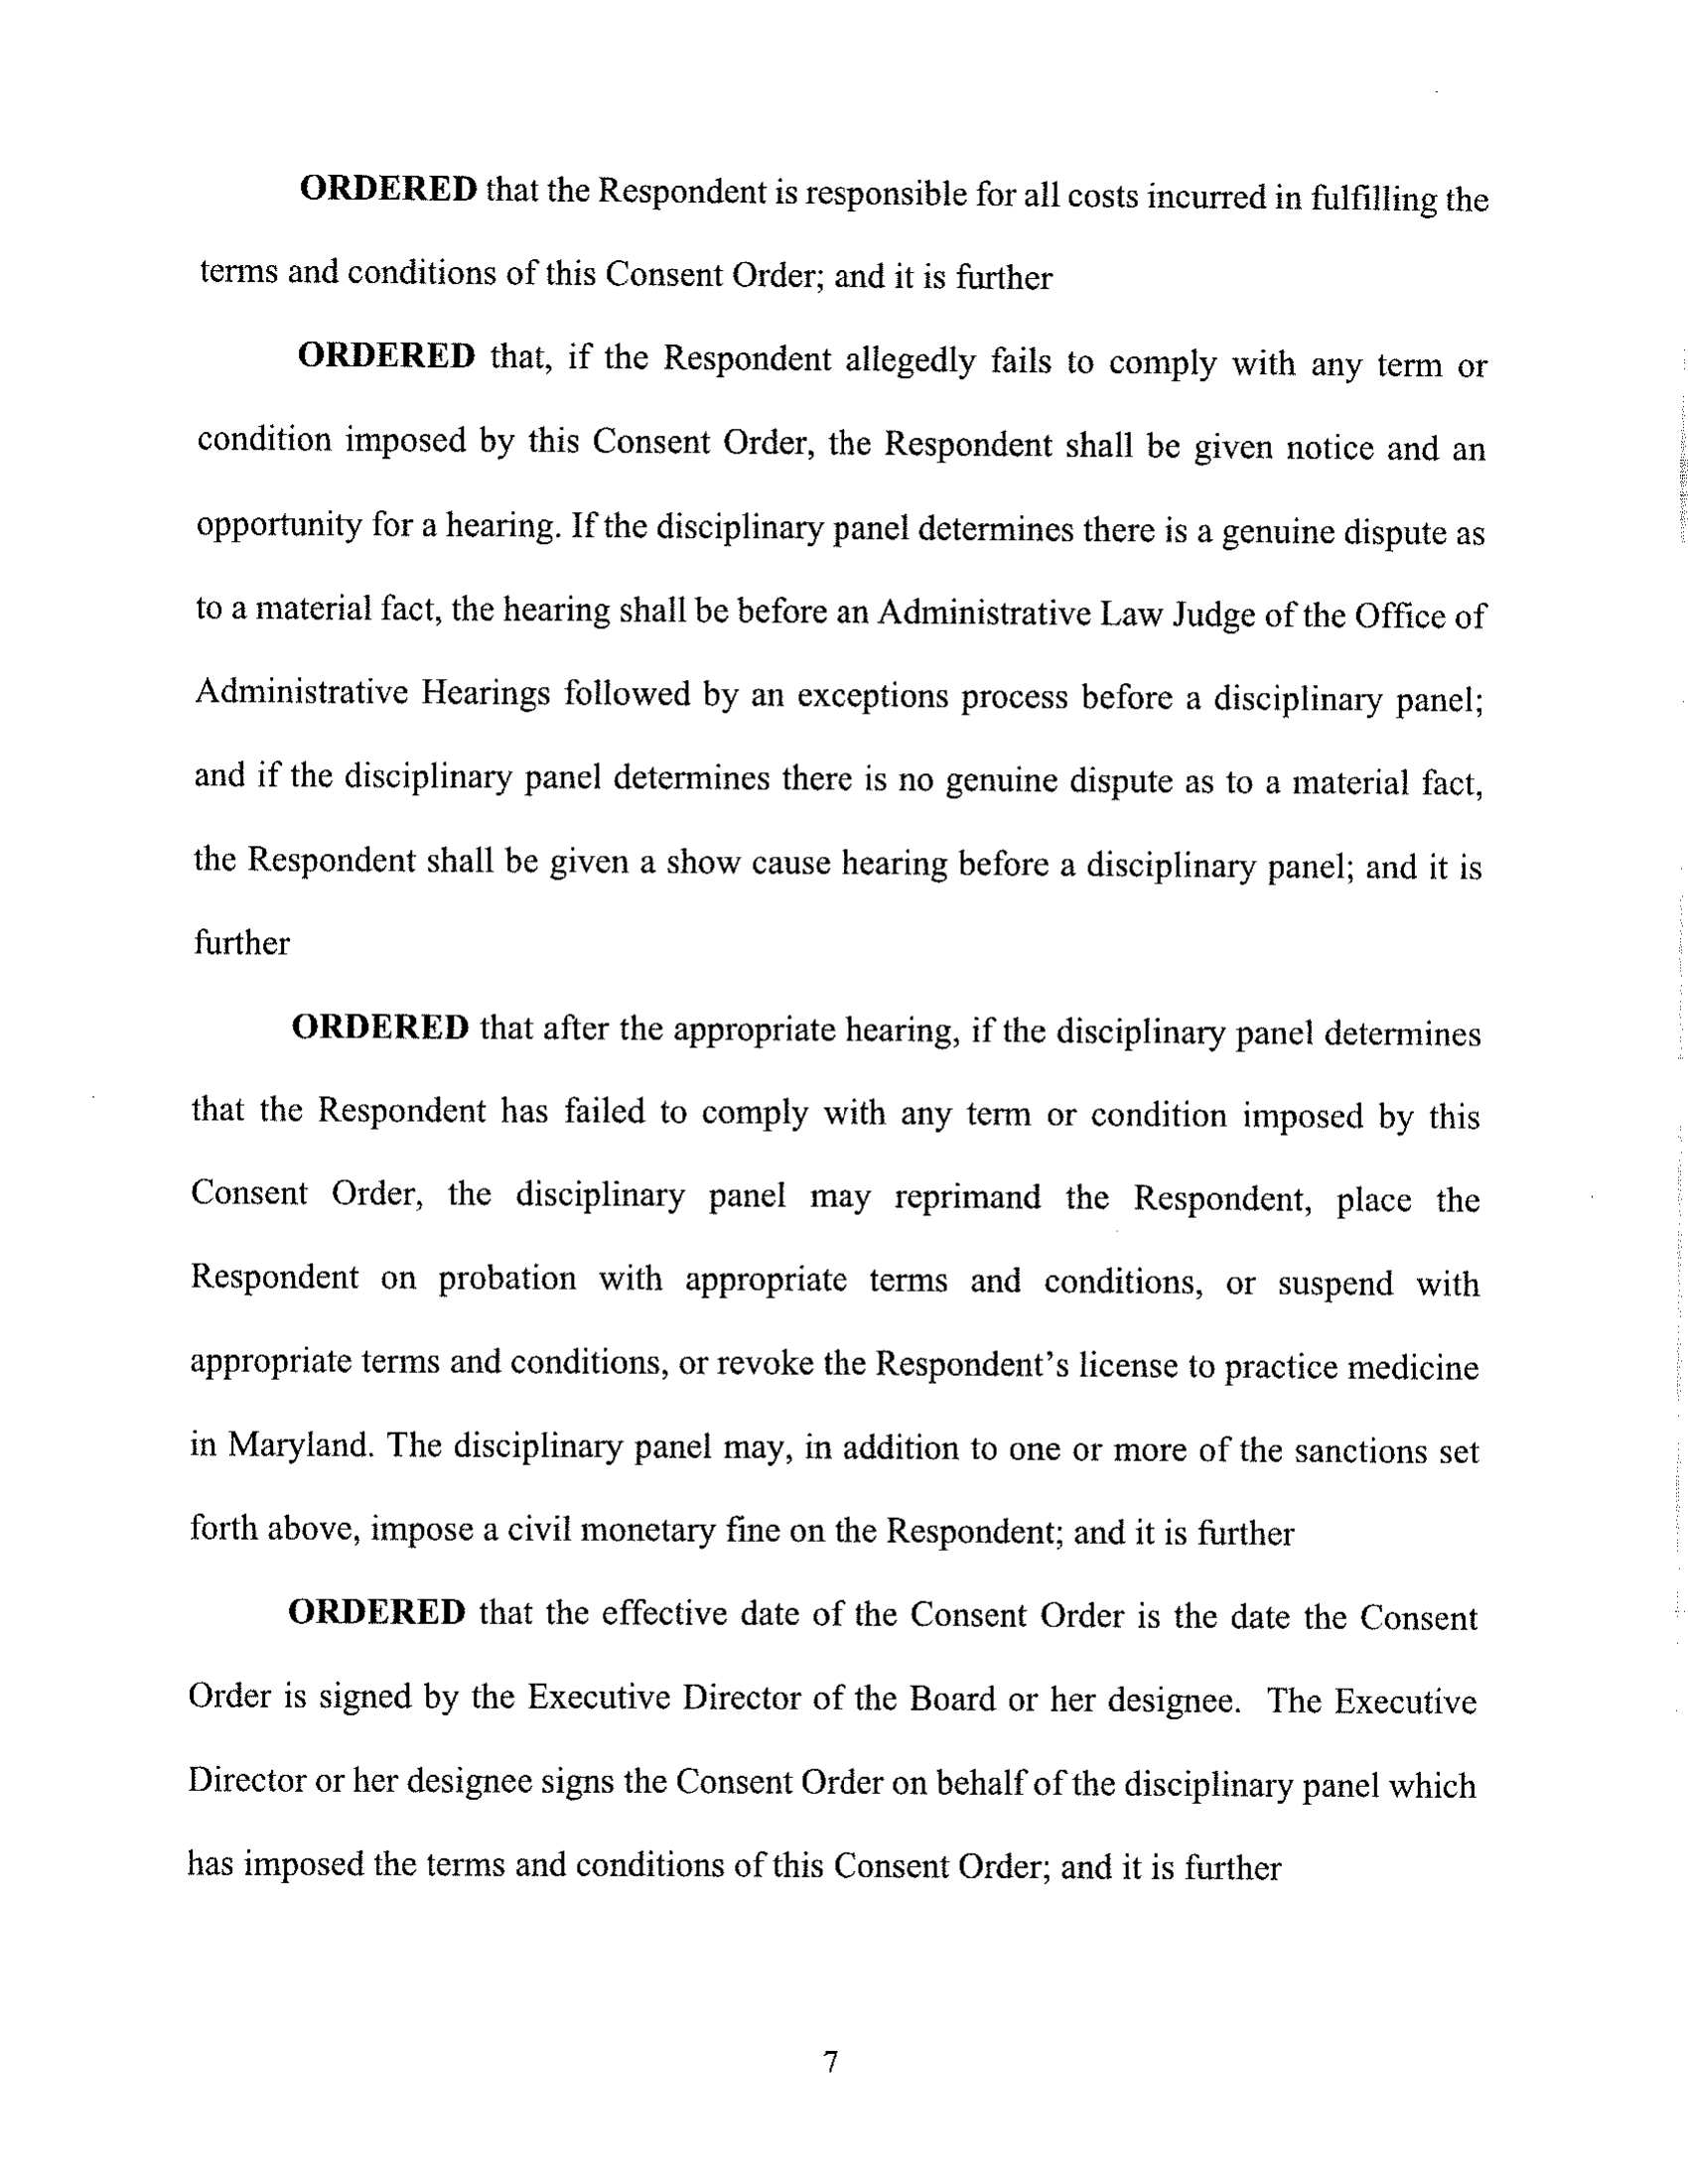 ORDERED that the Respondent is responsible for all costs incurred in fulfilling the
terms and conditions of this Consent Order; and it is further
ORDERED that, if the Respondent allegedly fails to comply with any term or
condition imposed by this Consent Order, the Respondent shall be given notice and an
opportunity for a hearing. If the disciplinary panel determines there is a genuine dispute as
to a material fact, the hearing shall be before an Administrative Law Judge of the Office of
Administrative Hearings followed by an exceptions process before a disciplinary panel;
and if the disciplinary panel determines there is no genuine dispute as to a material fact,
the Respondent shall be given a show cause hearing before a disciplinary panel; and it is
further
ORDERED that after the appropriate hearing, if the disciplinary panel determines
that the Respondent has failed to comply with any term or condition imposed by this
Consent Order, the disciplinary panel may reprimand the Respondent, place the
Respondent on probation with appropriate terms and conditions, or suspend with
appropriate terms and conditions, or revoke the Respondent's license to practice medicine
in Maryland. The disciplinary panel may, in addition to one or more of the sanctions set
forth above, impose a civil monetary fine on the Respondent; and it is further
ORDERED that the effective date of the Consent Order is the date the Consent
Order is signed by the Executive Director of the Board or her designee. The Executive
Director or her designee signs the Consent Order on behalf of the disciplinary panel which
has imposed the terms and conditions of this Consent Order; and it is further
7